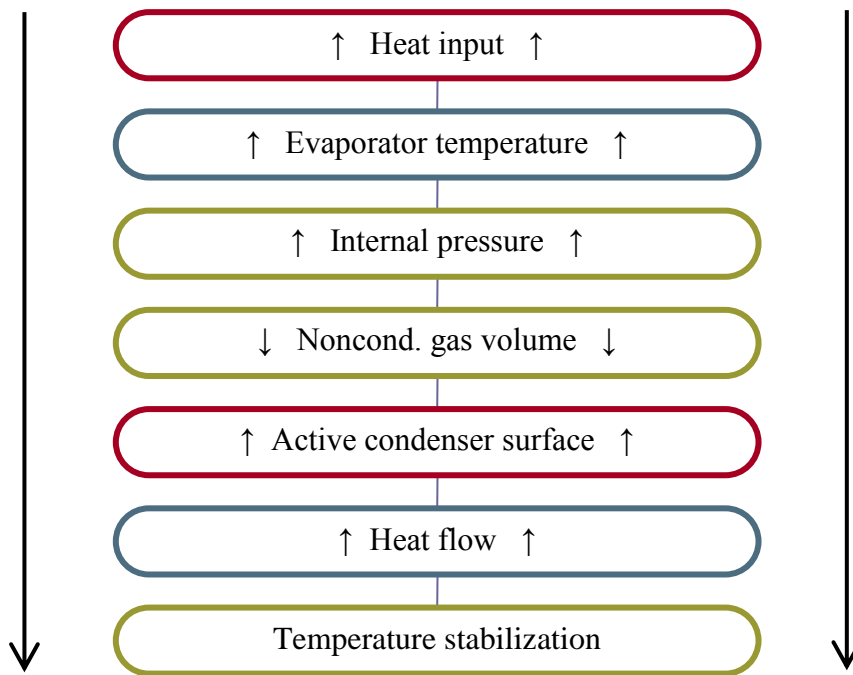 ↑ Heat input ↑
↑ Evaporator temperature ↑
↑ Internal pressure ↑
↓ Noncond. gas volume ↓
↑ Active condenser surface ↑
↑ Heat flow ↑
Temperature stabilization